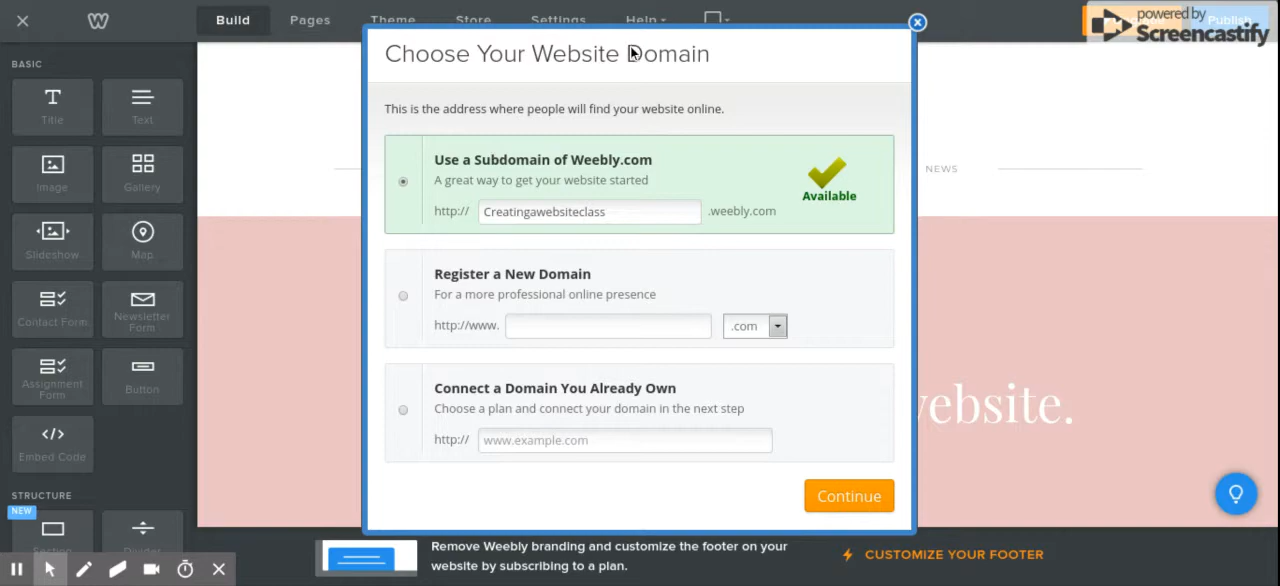 Build Pages Theme Store Settings Help
powered by
Screencastify
Publish
BASIC
Title Text
Image Gallery
Slideshow Map
Contact Form Newsletter Form
Assignment Form Button
Embed Code
STRUCTURE
NEW
Section Divider
Choose Your Website Domain
This is the address where people will find your website online.
Use a Subdomain of Weebly.com
A great way to get your website started
http:// Creatingawebsiteclass .weebly.com
Available
Register a New Domain
For a more professional online presence
http://www. .com
Connect a Domain You Already Own
Choose a plan and connect your domain in the next step
http:// www.example.com
Continue
NEWS
website.
Remove Weebly branding and customize the footer on your
website by subscribing to a plan.
CUSTOMIZE YOUR FOOTER